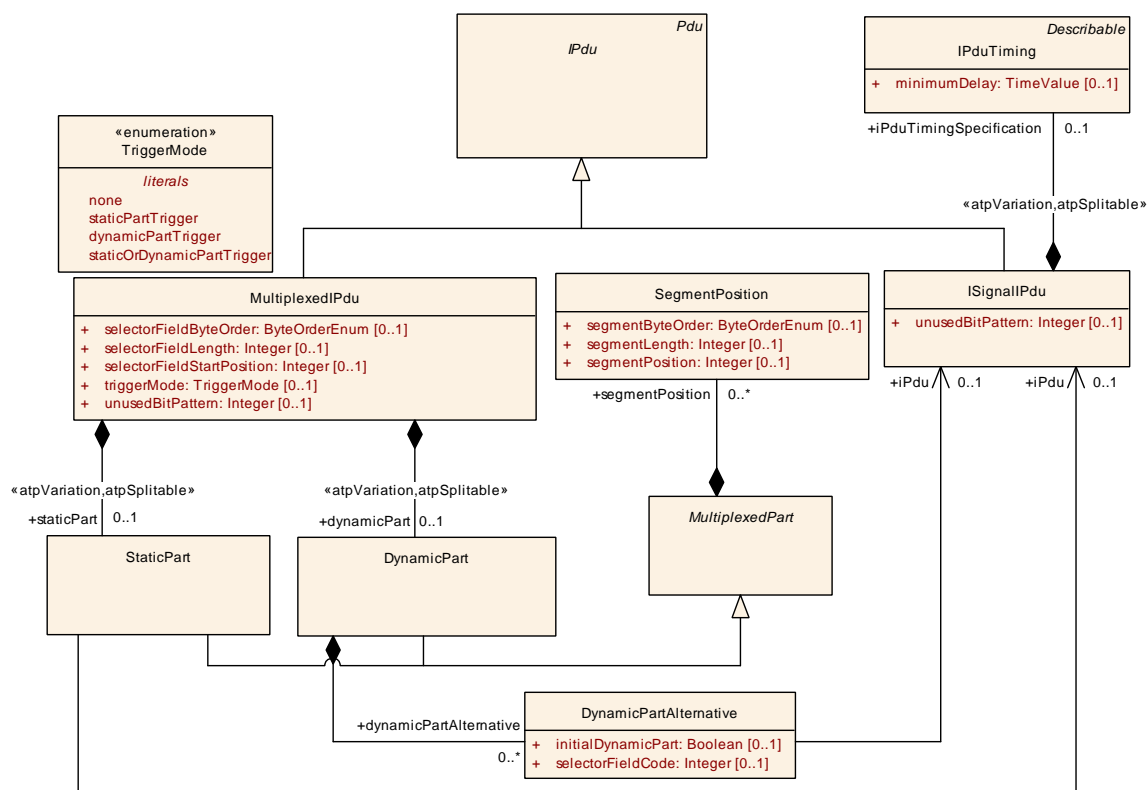 Pdu
IPdu
Describable
IPduTiming
+ minimumDelay: TimeValue [0..1]
+iPduTimingSpecification 0..1
«enumeration»
TriggerMode
literals
none
staticPartTrigger
dynamicPartTrigger
staticOrDynamicPartTrigger
«atpVariation,atpSplitable»
MultiplexedIPdu
+ selectorFieldByteOrder: ByteOrderEnum [0..1]
+ selectorFieldLength: Integer [0..1]
+ selectorFieldStartPosition: Integer [0..1]
+ triggerMode: TriggerMode [0..1]
+ unusedBitPattern: Integer [0..1]
SegmentPosition
+ segmentByteOrder: ByteOrderEnum [0..1]
+ segmentLength: Integer [0..1]
+ segmentPosition: Integer [0..1]
ISignalIPdu
+ unusedBitPattern: Integer [0..1]
+segmentPosition 0..*
+iPdu 0..1
+iPdu 0..1
«atpVariation,atpSplitable»
+staticPart 0..1
«atpVariation,atpSplitable»
+dynamicPart 0..1
MultiplexedPart
StaticPart
DynamicPart
+dynamicPartAlternative
0..*
DynamicPartAlternative
+ initialDynamicPart: Boolean [0..1]
+ selectorFieldCode: Integer [0..1]